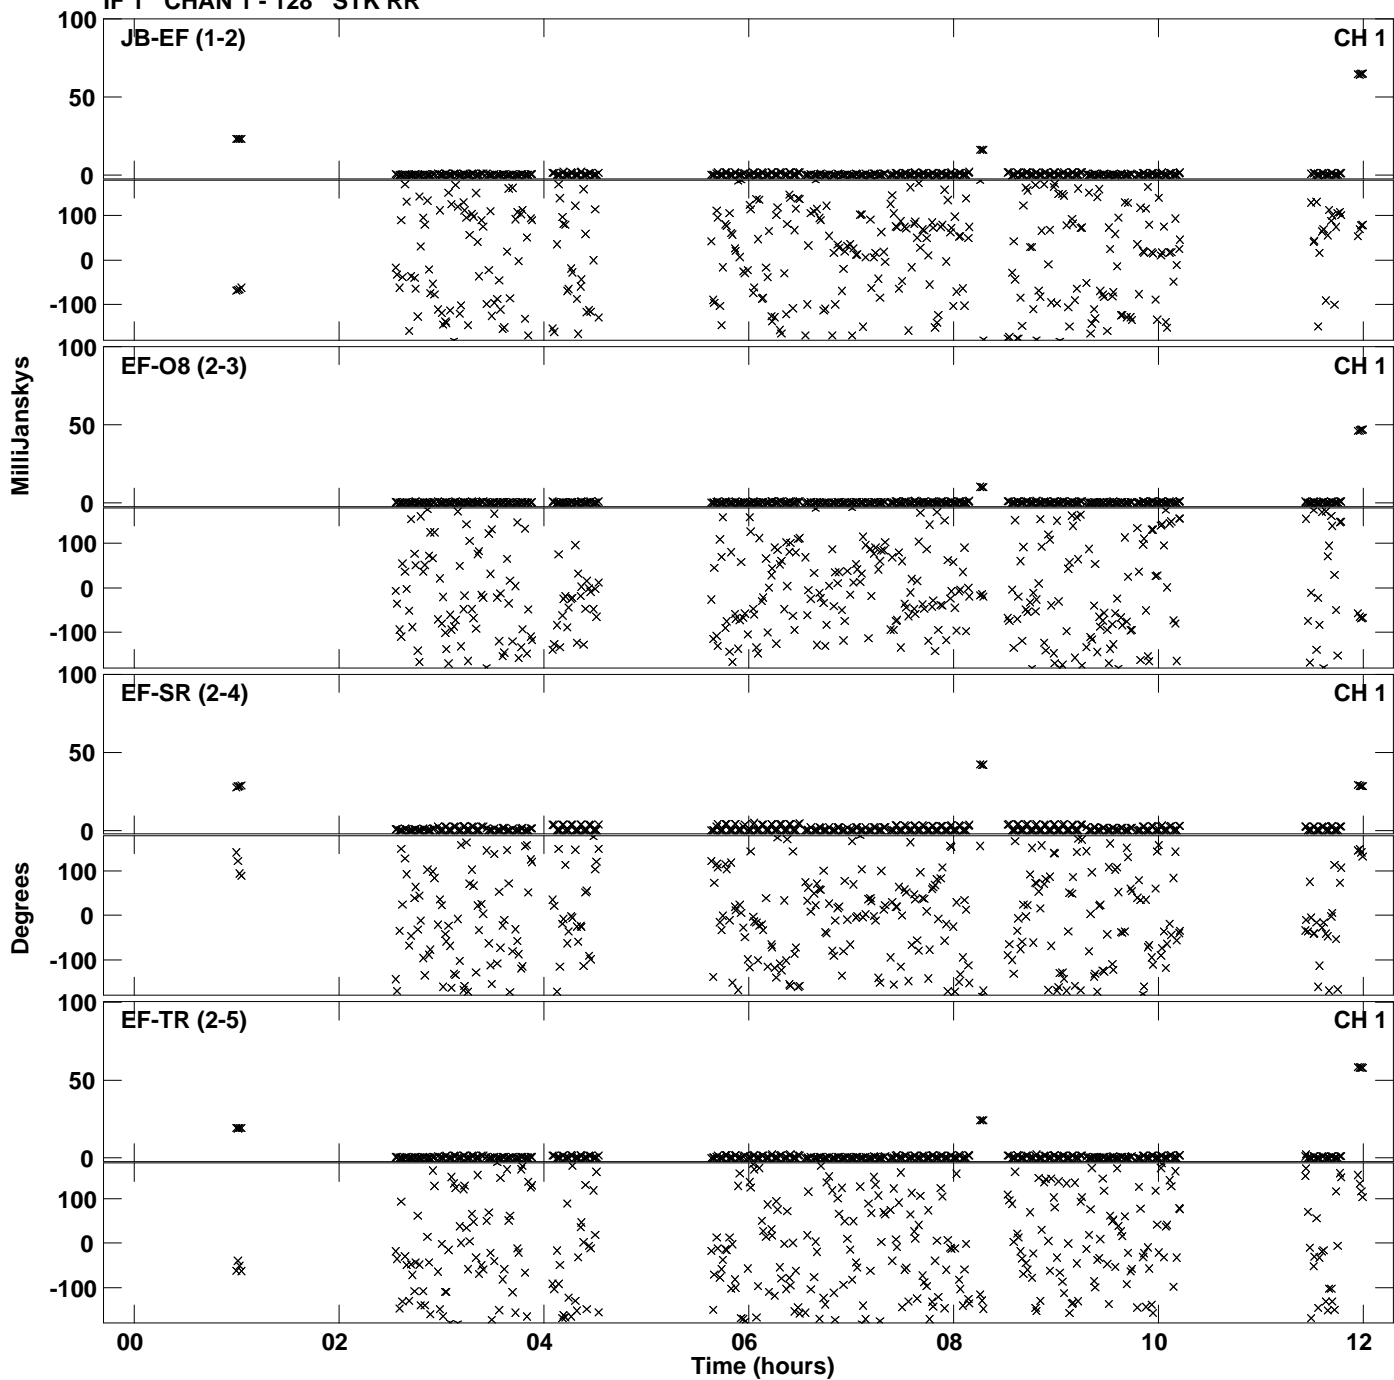 IF 1 CHAN 1 - 128 STK RR
100
JB-EF (1-2) CH 1
50
0
100
0
-100
100
EF-O8 (2-3) CH 1
50
0
100
0
-100
100
EF-SR (2-4) CH 1
50
0
100
0
-100
100
EF-TR (2-5) CH 1
50
0
100
0
-100
MilliJanskys
Degrees
00 02 04 06 08 10 12
Time (hours)